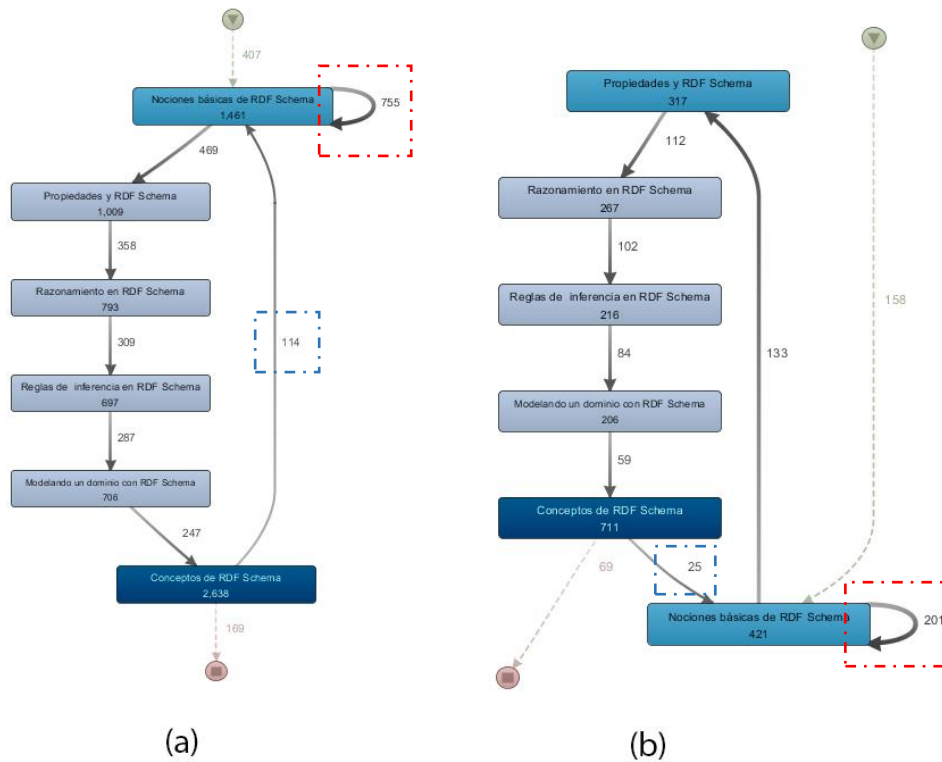 407
Nociones básicas de RDF Schema
1,461
755
469
Propiedades y RDF Schema
1,009
358
Razonamiento en RDF Schema
793
309
114
Reglas de inferencia en RDF Schema
697
287
Modelando un dominio con RDF Schema
706
247
Conceptos de RDF Schema
2,638
169
(a)
Propiedades y RDF Schema
317
112
Razonamiento en RDF Schema
267
102
158
Reglas de inferencia en RDF Schema
216
84
133
Modelando un dominio con RDF Schema
206
59
Conceptos de RDF Schema
711
69
25
Nociones básicas de RDF Schema
421
201
(b)